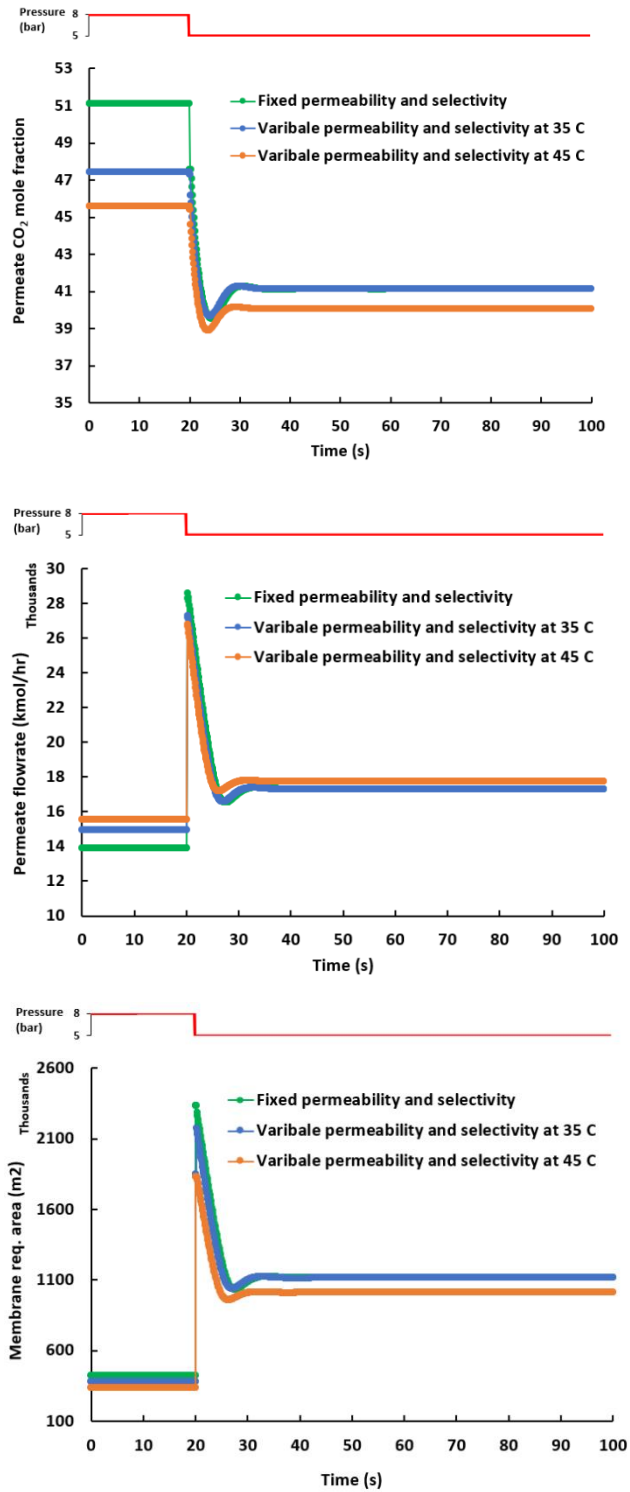 Pressure 8
(bar)
5
53
51
49
47
45
43
41
39
37
35
Permeate CO₂ mole fraction
Fixed permeability and selectivity
Varibale permeability and selectivity at 35 C
Varibale permeability and selectivity at 45 C
0 10 20 30 40 50 60 70 80 90 100
Time (s)
Pressure 8
(bar)
5
Thousands
30
28
26
24
22
20
18
16
14
12
10
Permeate flowrate (kmol/hr)
Fixed permeability and selectivity
Varibale permeability and selectivity at 35 C
Varibale permeability and selectivity at 45 C
0 10 20 30 40 50 60 70 80 90 100
Time (s)
Pressure 8
(bar)
5
Thousands
2600
2100
1600
1100
600
100
Membrane req. area (m2)
Fixed permeability and selectivity
Varibale permeability and selectivity at 35 C
Varibale permeability and selectivity at 45 C
0 10 20 30 40 50 60 70 80 90 100
Time (s)